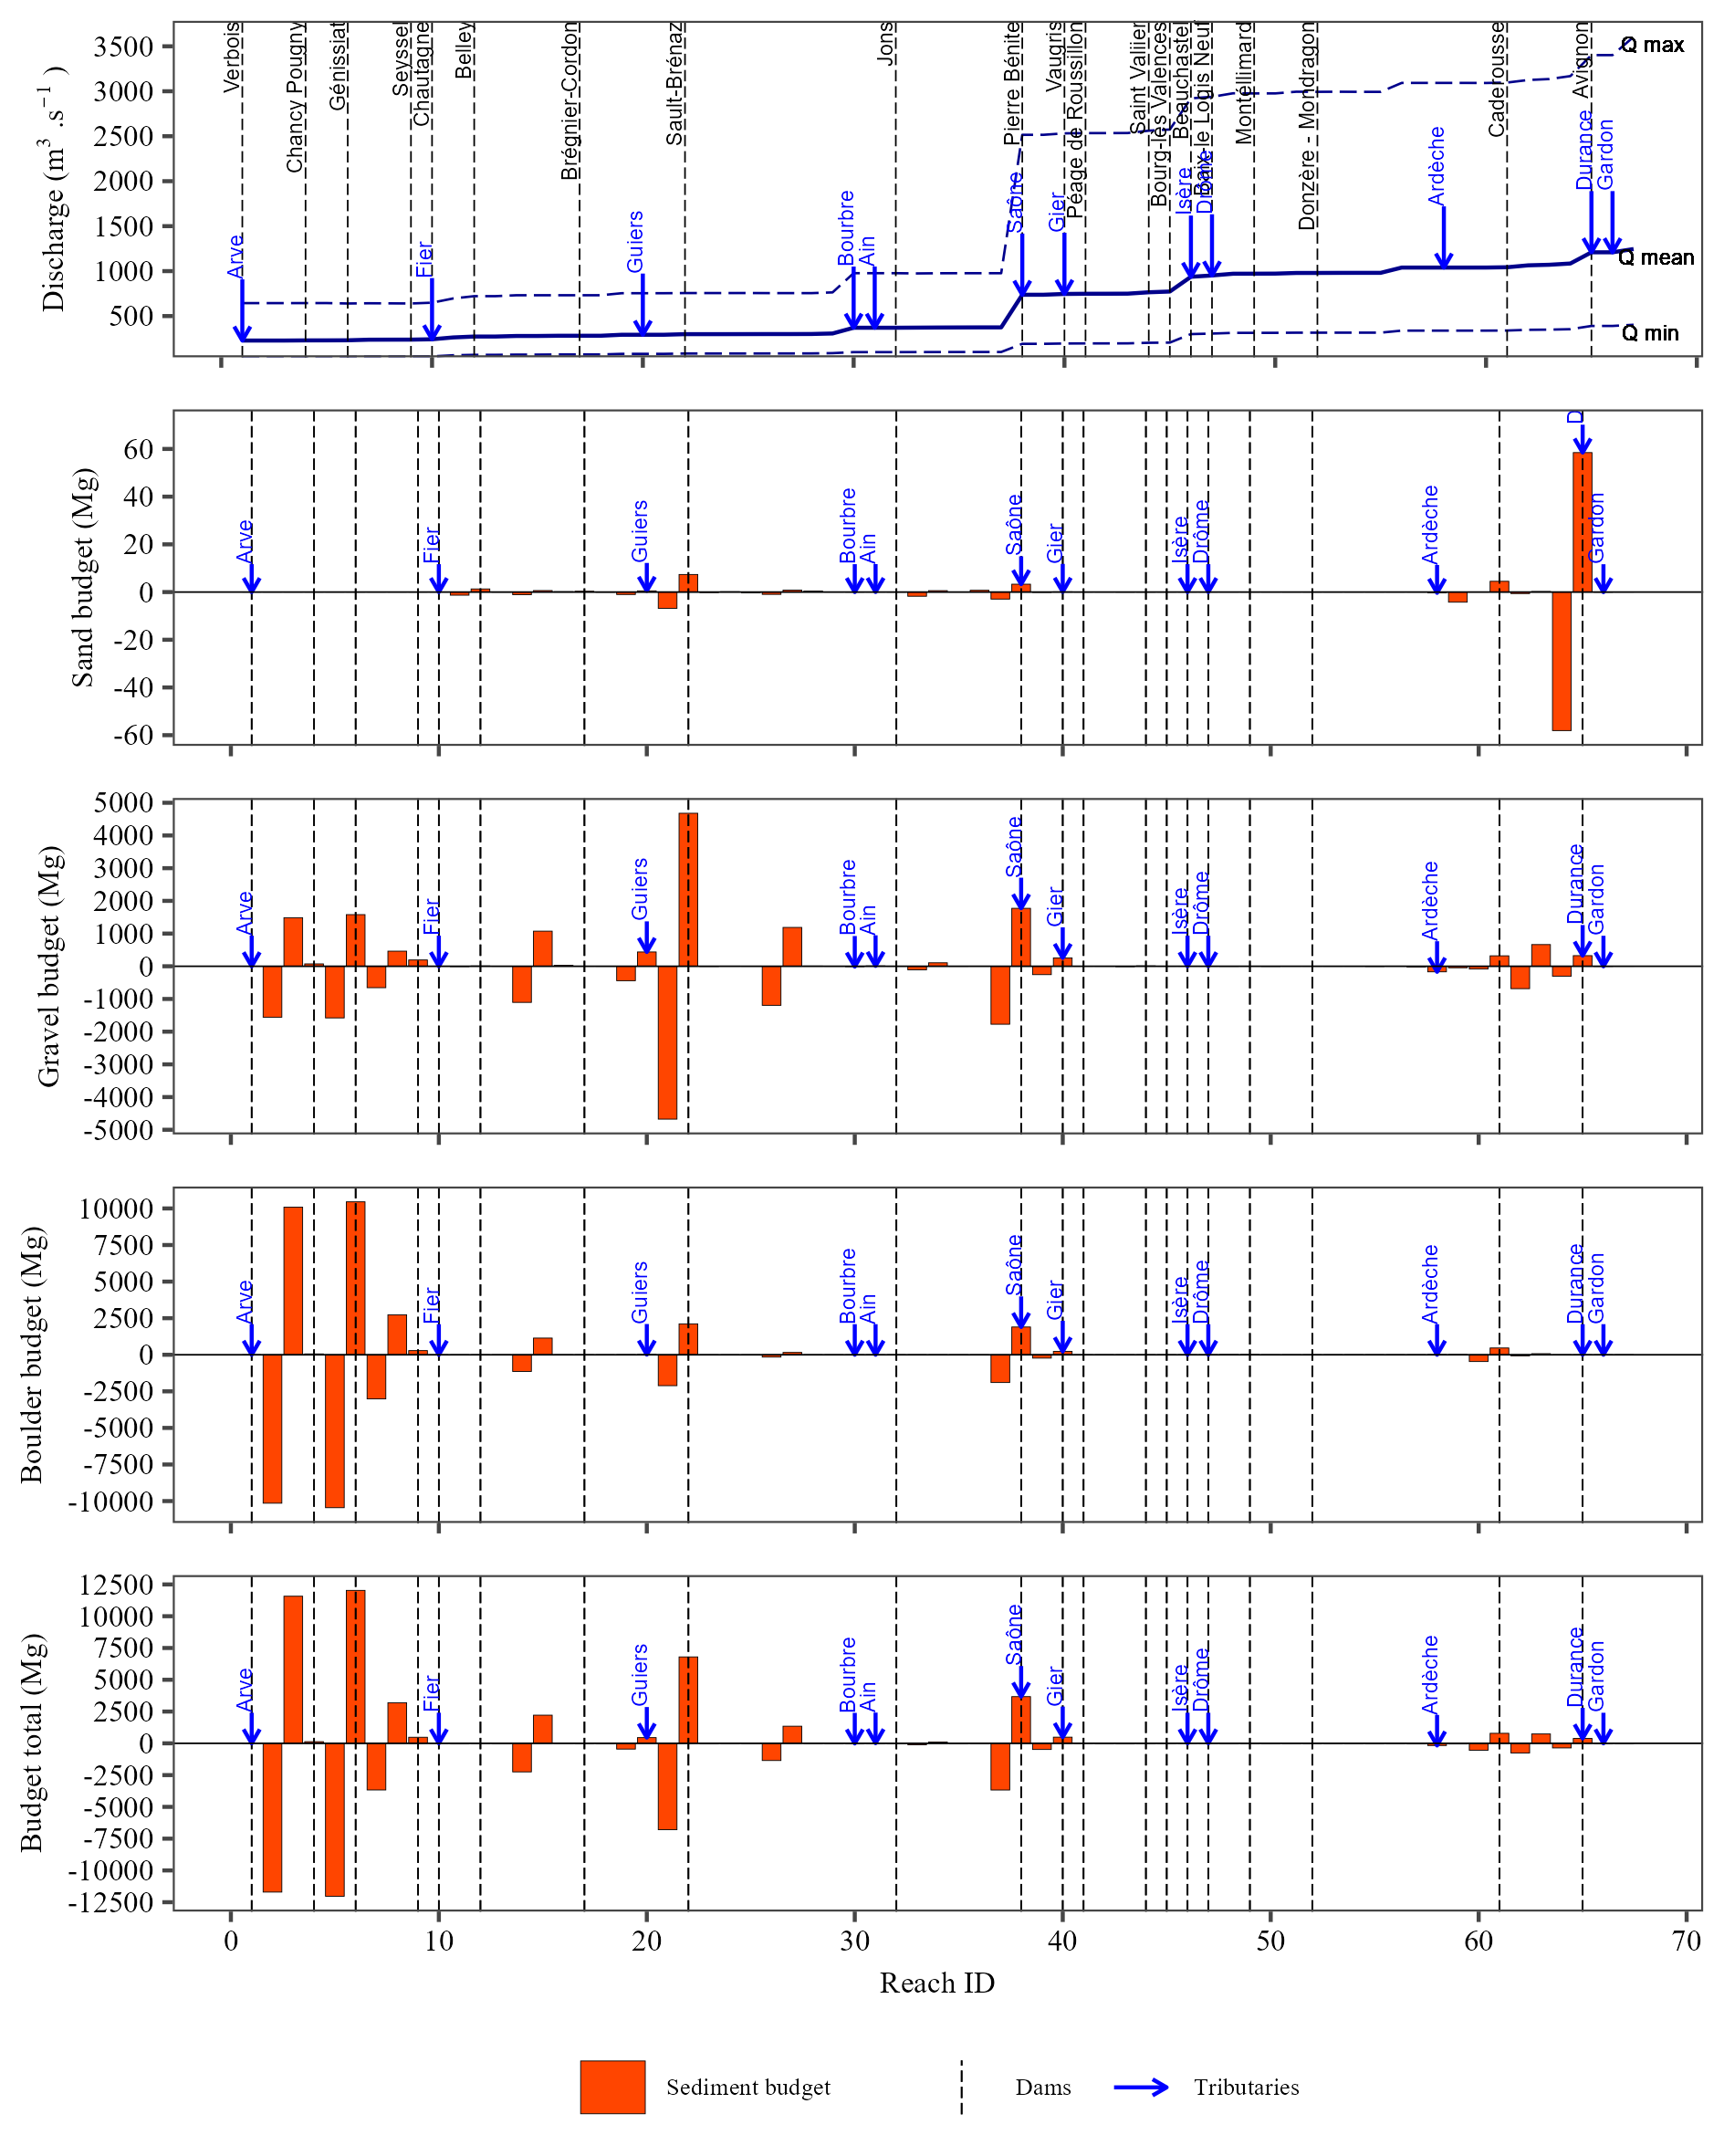 Discharge (m³ .s⁻¹ )
3500
3000
2500
2000
1500
1000
500
Verbois
Chancy Pougny
Génissiat
Seyssel
Chautagne
Belley
Brégnier-Cordon
Sault-Brénaz
Jons
Pierre Bénite
Vaugris
Péage de Roussillon
Saint Vallier
Bourg-lès Valences
Beauchastel
Baix-le Logis Neuf
Montélimard
Donzère - Mondragon
Caderousse
Avignon
Arve
Fier
Guiers
Bourbre
Ain
Saône
Gier
Isère
Drôme
Ardèche
Durance
Gardon
Q max
Q mean
Q min
Sand budget (Mg)
60
40
20
0
-20
-40
-60
Arve
Fier
Guiers
Bourbre
Ain
Saône
Gier
Isère
Drôme
Ardèche
D
Gardon
Gravel budget (Mg)
5000
4000
3000
2000
1000
0
-1000
-2000
-3000
-4000
-5000
Arve
Fier
Guiers
Bourbre
Ain
Saône
Gier
Isère
Drôme
Ardèche
Durance
Gardon
Boulder budget (Mg)
10000
7500
5000
2500
0
-2500
-5000
-7500
-10000
Arve
Fier
Guiers
Bourbre
Ain
Saône
Gier
Isère
Drôme
Ardèche
Durance
Gardon
Budget total (Mg)
12500
10000
7500
5000
2500
0
-2500
-5000
-7500
-10000
-12500
Arve
Fier
Guiers
Bourbre
Ain
Saône
Gier
Isère
Drôme
Ardèche
Durance
Gardon
0 10 20 30 40 50 60 70
Reach ID
Sediment budget Dams Tributaries